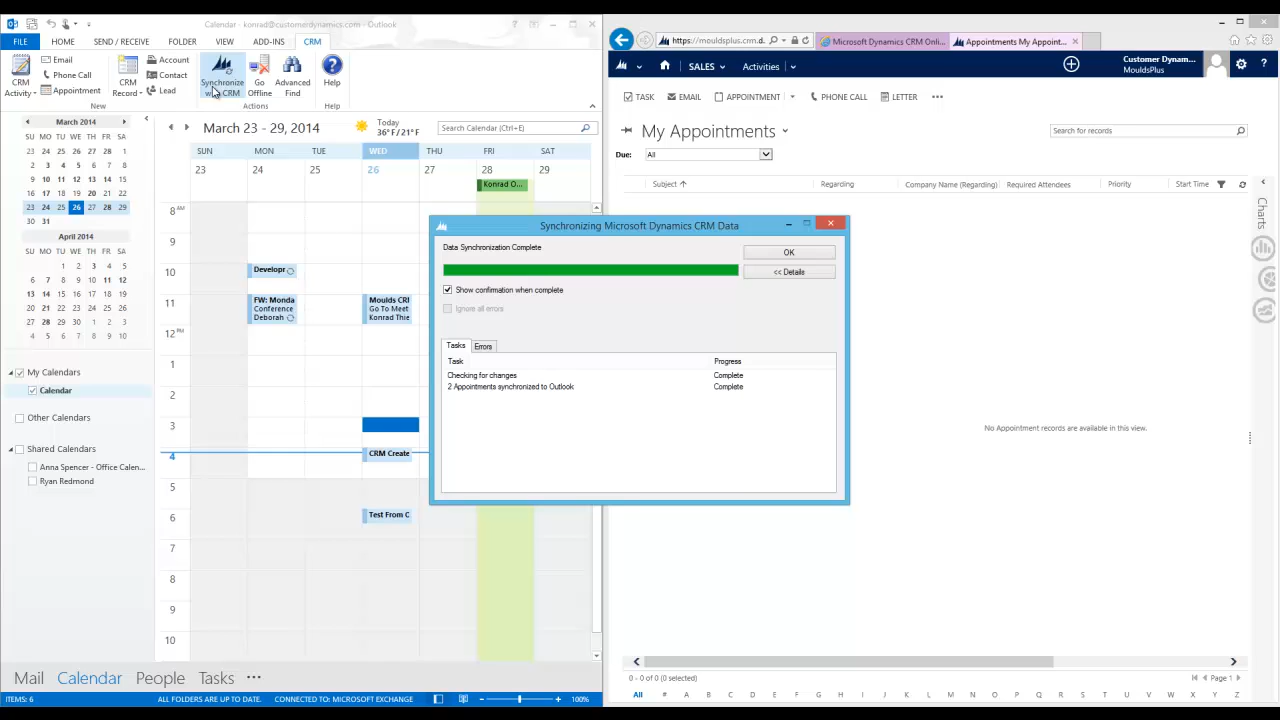 Calendar - konrad@customerdynamics.com - Outlook
FILE HOME SEND / RECEIVE FOLDER VIEW ADD-INS CRM
CRM Activity
Email
Phone Call
Appointment
CRM Record
Account
Contact
Lead
Synchronize with CRM
Go Offline
Advanced Find
Help
New
Actions
Help
March 2014
SU MO TU WE TH FR SA
23 24 25 26 27 28 1
2 3 4 5 6 7 8
9 10 11 12 13 14 15
16 17 18 19 20 21 22
23 24 25 26 27 28 29
30 31
April 2014
SU MO TU WE TH FR SA
1 2 3 4 5
6 7 8 9 10 11 12
13 14 15 16 17 18 19
20 21 22 23 24 25 26
27 28 29 30 1 2 3
4 5 6 7 8 9 10
My Calendars
Calendar
Other Calendars
Shared Calendars
Anna Spencer - Office Calen...
Ryan Redmond
March 23 - 29, 2014
Today
36° F / 21° F
Search Calendar (Ctrl+E)
SUN MON TUE WED THU FRI SAT
23 24 25 26 27 28 29
Konrad O...
8 AM
9
10
11
12 PM
1
2
3
4
5
6
7
8
9
10
Developr
FW: Monda
Conference
Deborah
Moulds CRI
Go To Meet
Konrad Thie
CRM Create
Test From C
Mail Calendar People Tasks ...
ITEMS: 6
ALL FOLDERS ARE UP TO DATE.
CONNECTED TO: MICROSOFT EXCHANGE
100%
https://mouldsplus.crm.d...
Microsoft Dynamics CRM Onli...
Appointments My Appoint...
SALES
Activities
Customer Dynam...
MouldsPlus
?
TASK EMAIL APPOINTMENT PHONE CALL LETTER ...
My Appointments
Search for records
Due: All
Subject Regarding Company Name (Regarding) Required Attendees Priority Start Time
Charts
No Appointment records are available in this view.
0 - 0 of 0 (0 selected)
Page 1
All # A B C D E F G H I J K L M N O P Q R S T U V W X Y Z
Synchronizing Microsoft Dynamics CRM Data
Data Synchronization Complete
OK
<< Details
Show confirmation when complete
Ignore all errors
Tasks Errors
Task Progress
Checking for changes Complete
2 Appointments synchronized to Outlook Complete